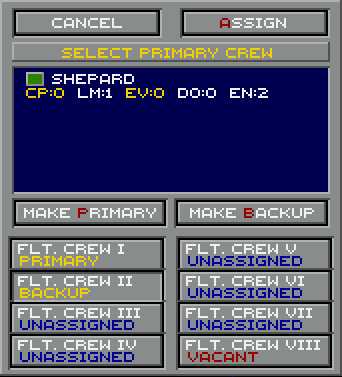 CANCEL ASSIGN
SELECT PRIMARY CREW
SHEPARD
CP:0 LM:1 EV:0 DO:0 EN:2
MAKE PRIMARY MAKE BACKUP
FLT. CREW I
PRIMARY
FLT. CREW II
BACKUP
FLT. CREW III
UNASSIGNED
FLT. CREW IV
UNASSIGNED
FLT. CREW V
UNASSIGNED
FLT. CREW VI
UNASSIGNED
FLT. CREW VII
UNASSIGNED
FLT. CREW VIII
VACANT